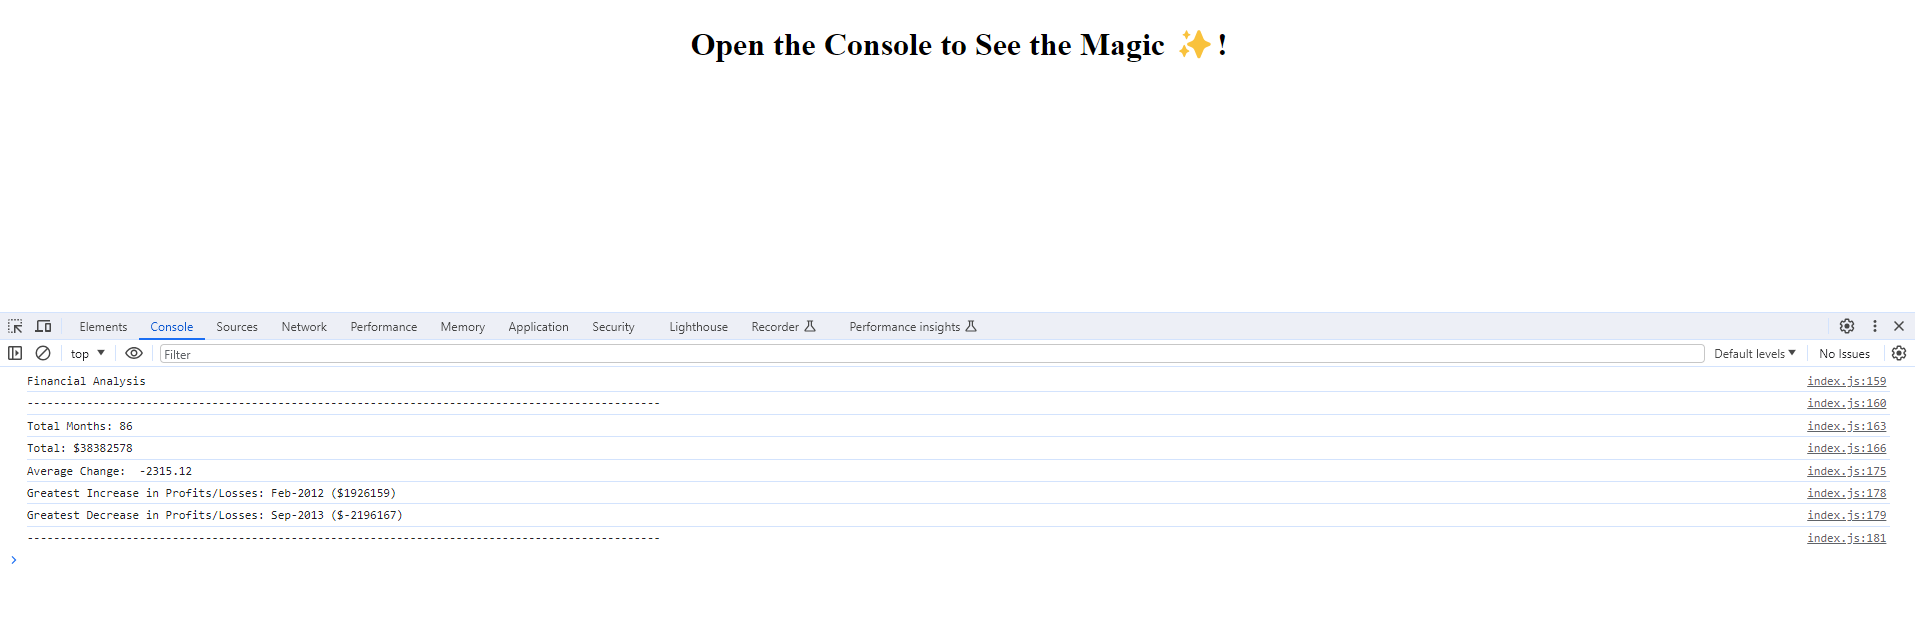 Open the Console to See the Magic ✨!
Elements Console Sources Network Performance Memory Application Security Lighthouse Recorder Performance insights
top Filter Default levels No Issues
Financial Analysis index.js:159
------------------------------------------------------------------------------------------------ index.js:160
Total Months: 86 index.js:163
Total: $38382578 index.js:166
Average Change:  -2315.12 index.js:175
Greatest Increase in Profits/Losses: Feb-2012 ($1926159) index.js:178
Greatest Decrease in Profits/Losses: Sep-2013 ($-2196167) index.js:179
------------------------------------------------------------------------------------------------ index.js:181